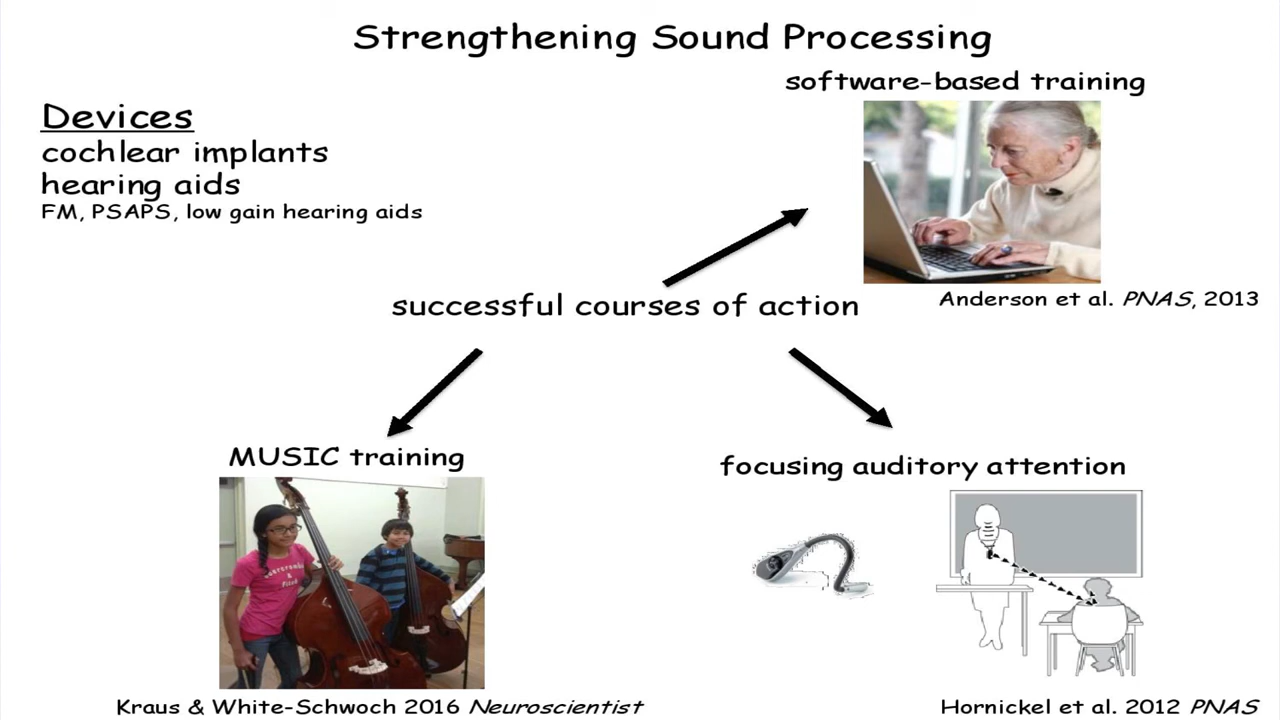 Strengthening Sound Processing
software-based training
Devices
cochlear implants
hearing aids
FM, PSAPS, low gain hearing aids
successful courses of action
Anderson et al. PNAS, 2013
MUSIC training
focusing auditory attention
Kraus & White-Schwoch 2016 Neuroscientist
Hornickel et al. 2012 PNAS